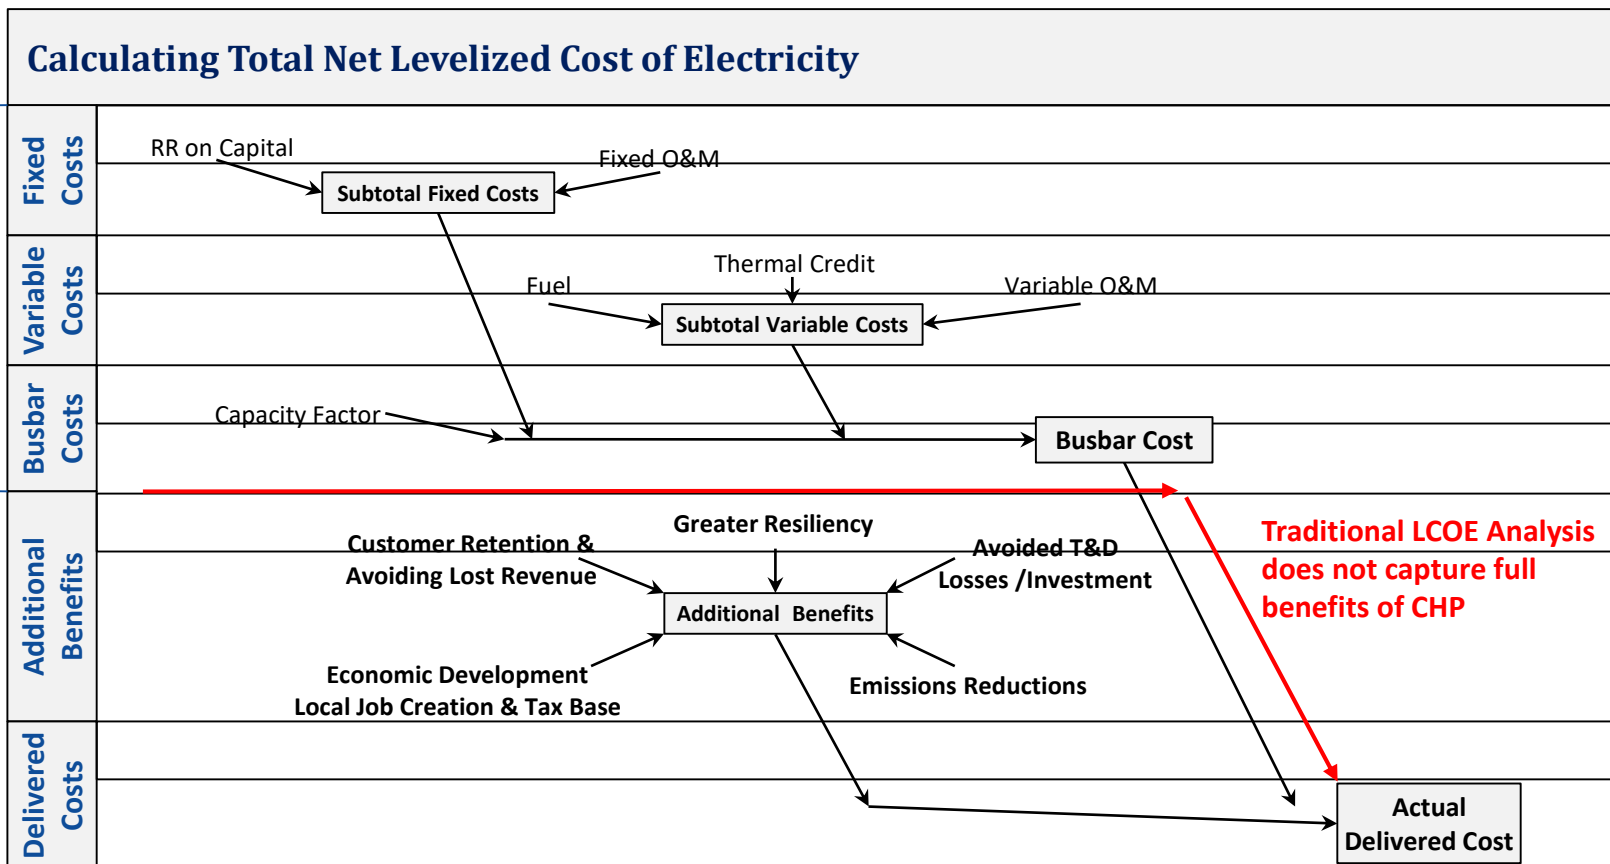 Calculating Total Net Levelized Cost of Electricity
Fixed
Costs
RR on Capital
Fixed O&M
Subtotal Fixed Costs
Variable
Costs
Thermal Credit
Fuel
Variable O&M
Subtotal Variable Costs
Busbar
Costs
Capacity Factor
Busbar Cost
Additional
Benefits
Greater Resiliency
Customer Retention &
Avoiding Lost Revenue
Avoided T&D
Losses /Investment
Additional Benefits
Economic Development
Local Job Creation & Tax Base
Emissions Reductions
Traditional LCOE Analysis
does not capture full
benefits of CHP
Delivered
Costs
Actual
Delivered Cost